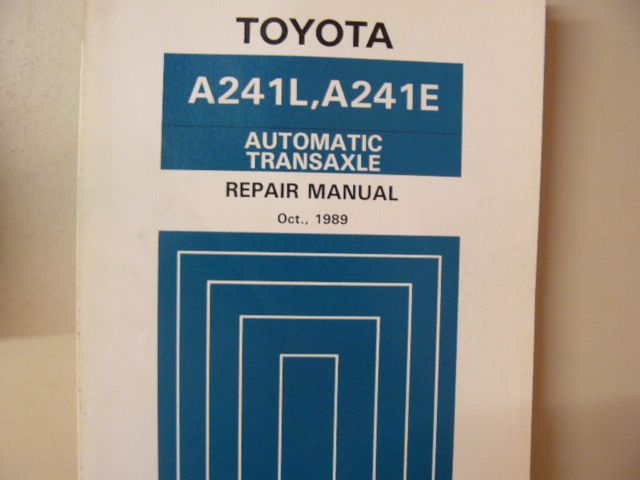 TOYOTA
A241L,A241E
AUTOMATIC
TRANSAXLE
REPAIR MANUAL
Oct., 1989